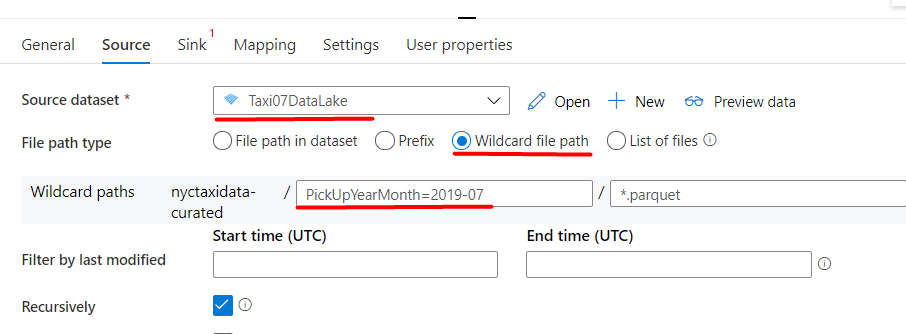 General Source Sink 1 Mapping Settings User properties
Source dataset * Taxi07DataLake Open New Preview data
File path type File path in dataset Prefix Wildcard file path List of files
Wildcard paths nyctaxidata-curated / PickUpYearMonth=2019-07 / *.parquet
Start time (UTC) End time (UTC)
Filter by last modified
Recursively